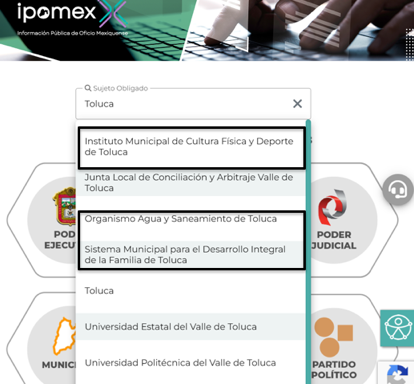 ipomex
Información Pública de Oficio Mexiquense
Sujeto Obligado
Toluca
Instituto Municipal de Cultura Física y Deporte
de Toluca
Junta Local de Conciliación y Arbitraje Valle de
Toluca
Organismo Agua y Saneamiento de Toluca
Sistema Municipal para el Desarrollo Integral
de la Familia de Toluca
Toluca
Universidad Estatal del Valle de Toluca
Universidad Politécnica del Valle de Toluca
PODER
JUDICIAL
PARTIDO
POLÍTICO